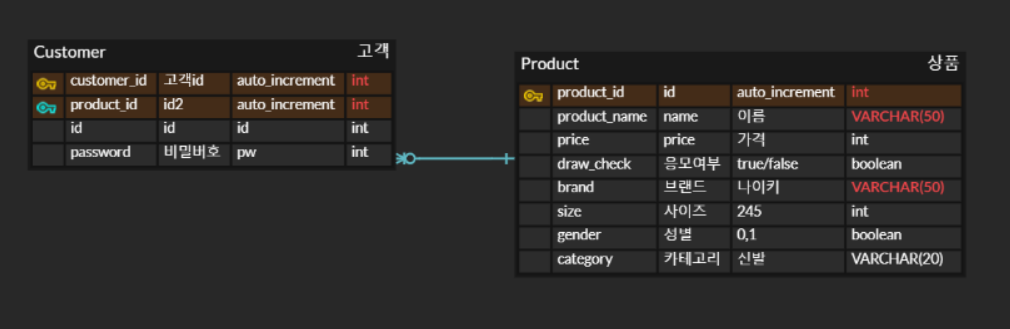 Customer 고객
customer_id 고객id auto_increment int
product_id id2 auto_increment int
id id id int
password 비밀버호 pw int
Product 상품
product_id id auto_increment int
product_name name 이름 VARCHAR(50)
price price 가격 int
draw_check 응모여부 true/false boolean
brand 브랜드 나이키 VARCHAR(50)
size 사이즈 245 int
gender 성별 0,1 boolean
category 카테고리 신발 VARCHAR(20)